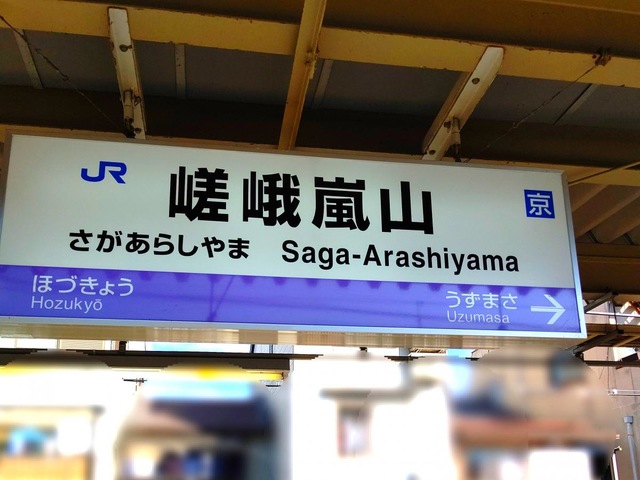 JR
嵯峨嵐山
京
さがあらしやま Saga-Arashiyama
ほづきょう
Hozukyō
うずまさ
Uzumasa